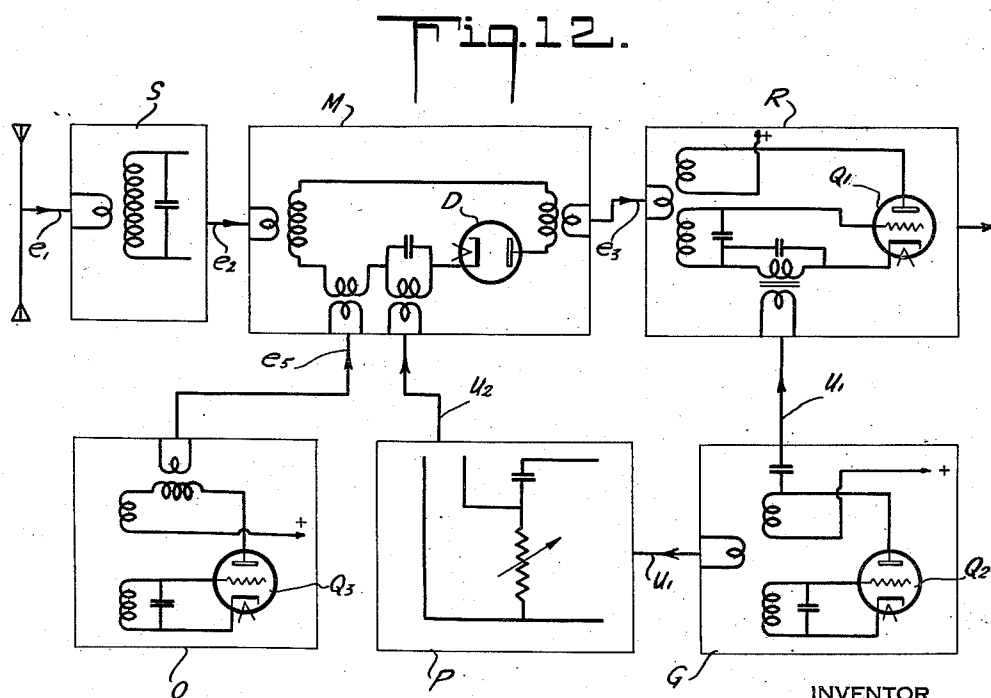 Fig. 12.
S
M
R
D
Q1
+
e1
e2
e3
e5
U2
U1
+
+
Q3
U1
Q2
O
P
G
INVENTOR